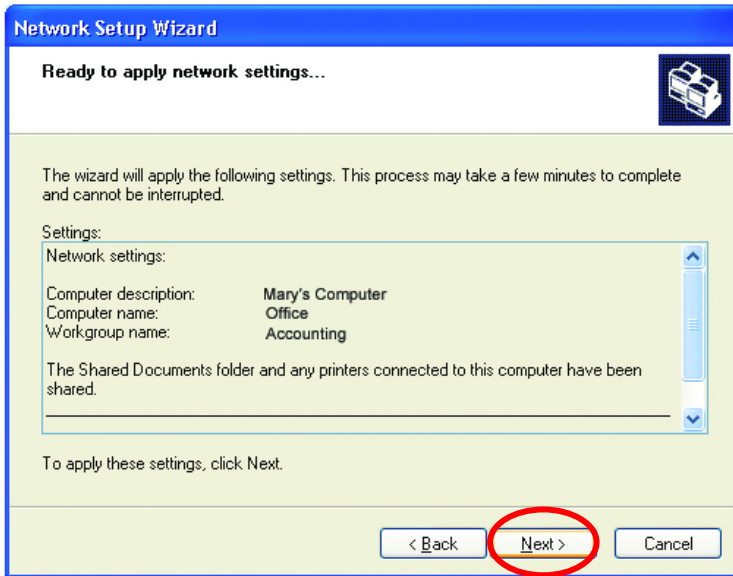 Network Setup Wizard
Ready to apply network settings...
The wizard will apply the following settings. This process may take a few minutes to complete
and cannot be interrupted.
Settings:
Network settings:
Computer description: Mary's Computer
Computer name: Office
Workgroup name: Accounting
The Shared Documents folder and any printers connected to this computer have been
shared.
To apply these settings, click Next.
< Back Next > Cancel